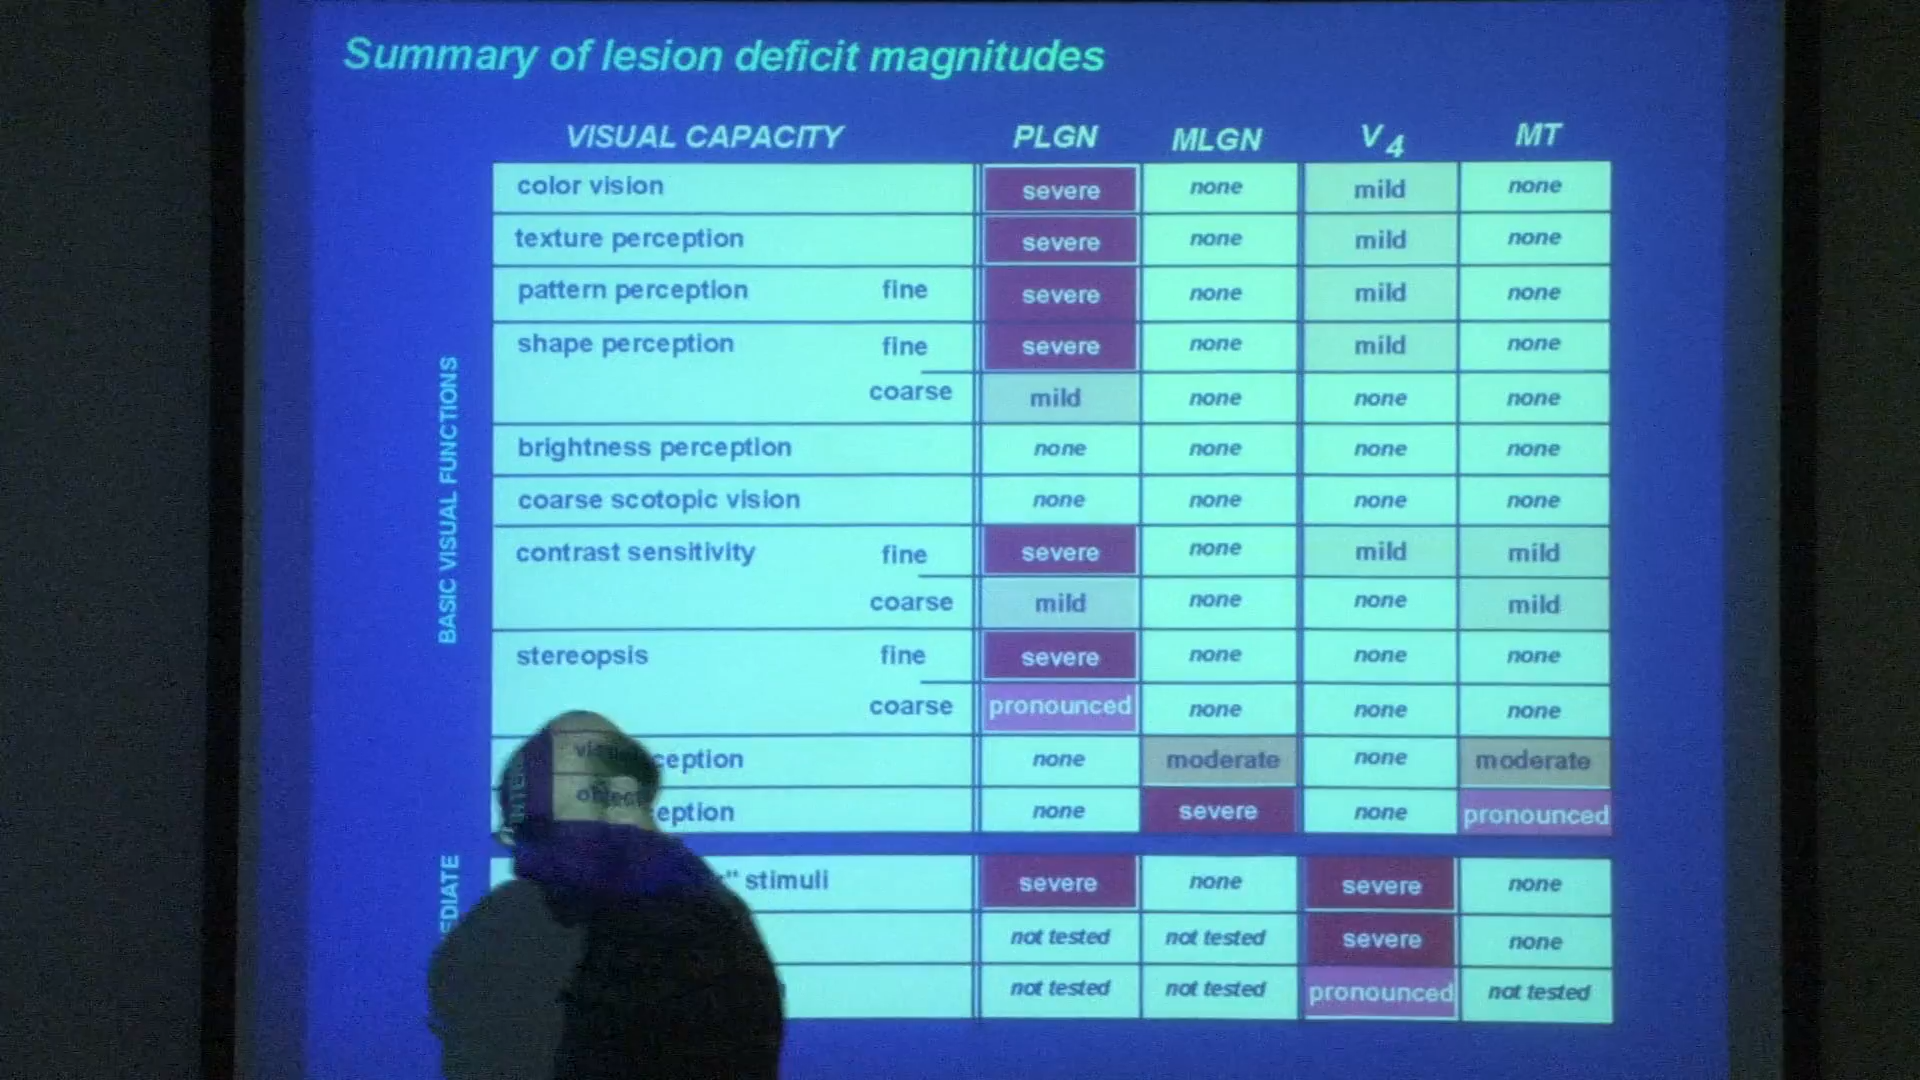 Summary of lesion deficit magnitudes
VISUAL CAPACITY PLGN MLGN V4 MT
color vision severe none mild none
texture perception severe none mild none
pattern perception fine severe none mild none
shape perception fine severe none mild none
coarse mild none none none
brightness perception none none none none
coarse scotopic vision none none none none
contrast sensitivity fine severe none mild mild
coarse mild none none mild
stereopsis fine severe none none none
coarse pronounced none none none
ception none moderate none moderate
eption none severe none pronounced
" stimuli severe none severe none
not tested not tested severe none
not tested not tested pronounced not tested
BASIC VISUAL FUNCTIONS
EDIATE